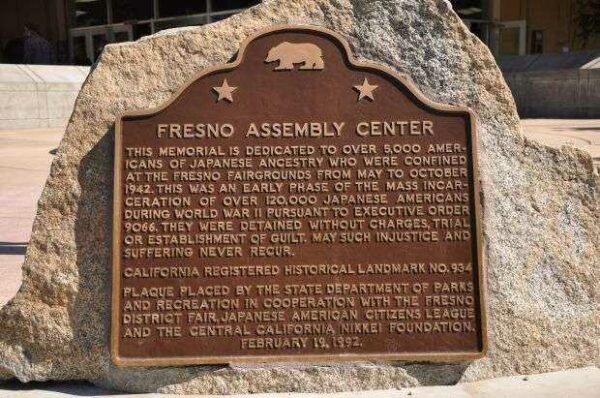 FRESNO ASSEMBLY CENTER
THIS MEMORIAL IS DEDICATED TO OVER 5,000 AMER-
ICANS OF JAPANESE ANCESTRY WHO WERE CONFINED
AT THE FRESNO FAIRGROUNDS FROM MAY TO OCTOBER
1942. THIS WAS AN EARLY PHASE OF THE MASS INCAR-
CERATION OF OVER 120,000 JAPANESE AMERICANS
DURING WORLD WAR II PURSUANT TO EXECUTIVE ORDER
9066. THEY WERE DETAINED WITHOUT CHARGES, TRIAL
OR ESTABLISHMENT OF GUILT. MAY SUCH INJUSTICE AND
SUFFERING NEVER RECUR.
CALIFORNIA REGISTERED HISTORICAL LANDMARK NO. 934
PLAQUE PLACED BY THE STATE DEPARTMENT OF PARKS
AND RECREATION IN COOPERATION WITH THE FRESNO
DISTRICT FAIR, JAPANESE AMERICAN CITIZENS LEAGUE
AND THE CENTRAL CALIFORNIA NIKKEI FOUNDATION,
FEBRUARY 19, 1992.